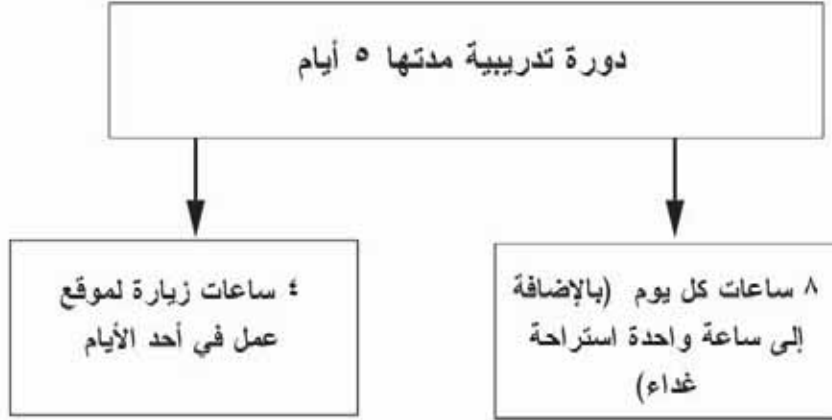 دورة تدريبية مدتها ٥ أيام
٨ ساعات كل يوم (بالإضافة
إلى ساعة واحدة استراحة
غداء)
٤ ساعات زيارة لموقع
عمل في أحد الأيام